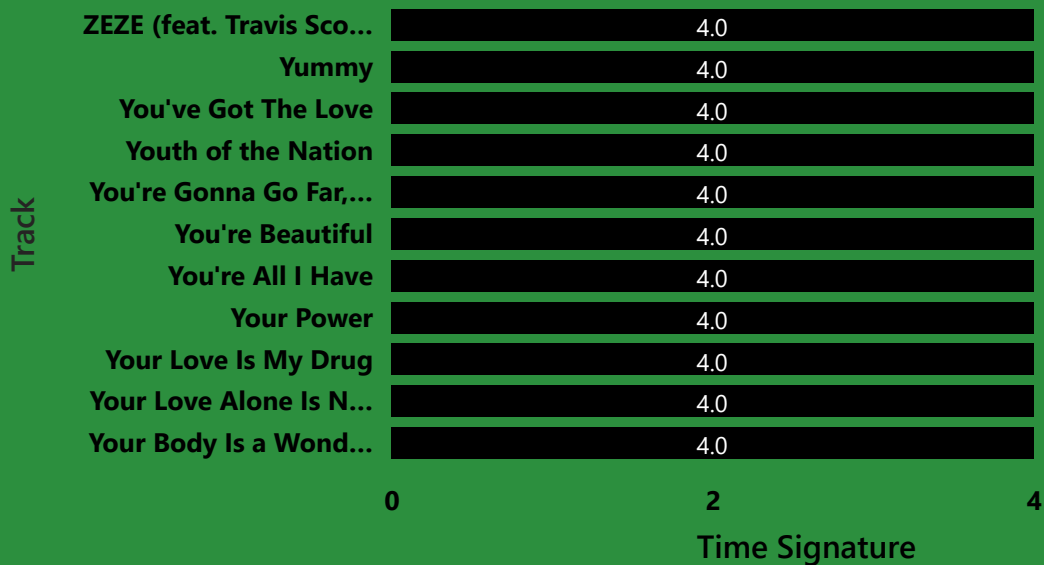 ZEZE (feat. Travis Sco... 4.0
Yummy 4.0
You've Got The Love 4.0
Youth of the Nation 4.0
You're Gonna Go Far,... 4.0
You're Beautiful 4.0
You're All I Have 4.0
Your Power 4.0
Your Love Is My Drug 4.0
Your Love Alone Is N... 4.0
Your Body Is a Wond... 4.0
Track
0 2 4
Time Signature